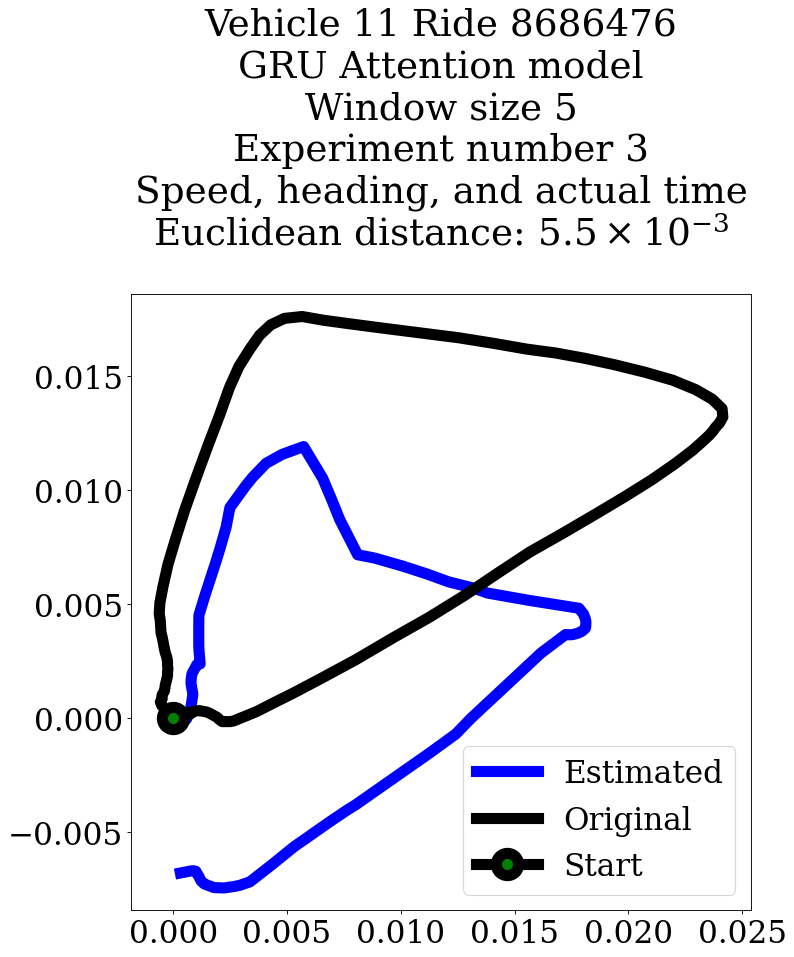 Vehicle 11 Ride 8686476
GRU Attention model
Window size 5
Experiment number 3
Speed, heading, and actual time
Euclidean distance: 5.5 × 10⁻³
0.015
0.010
0.005
0.000
−0.005
Estimated
Original
Start
0.000 0.005 0.010 0.015 0.020 0.025